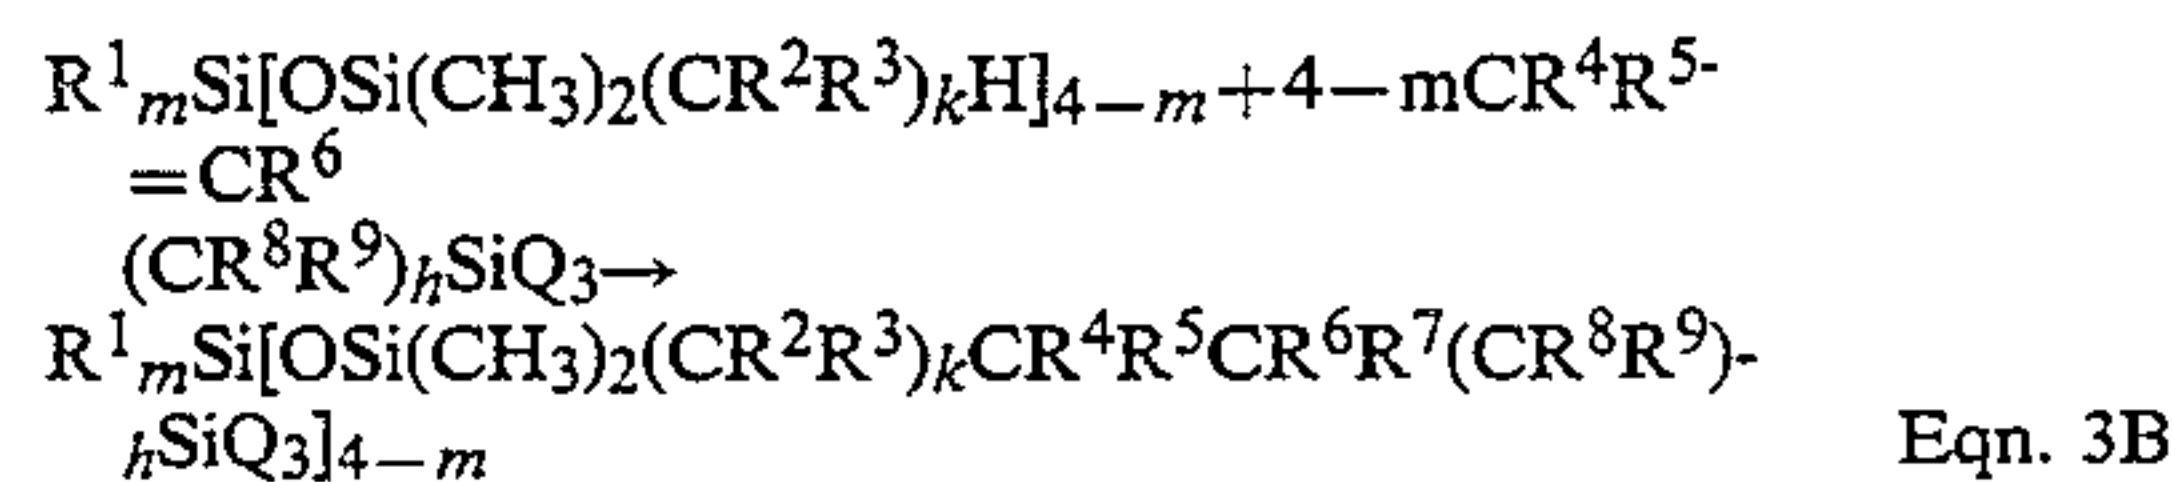 R¹ₘSi[OSi(CH₃)₂(CR²R³)ₖH]₄₋ₘ+4−mCR⁴R⁵-
=CR⁶
(CR⁸R⁹)ₕSiQ₃→
R¹ₘSi[OSi(CH₃)₂(CR²R³)ₖCR⁴R⁵CR⁶R⁷(CR⁸R⁹)-
ₕSiQ₃]₄₋ₘ Eqn. 3B